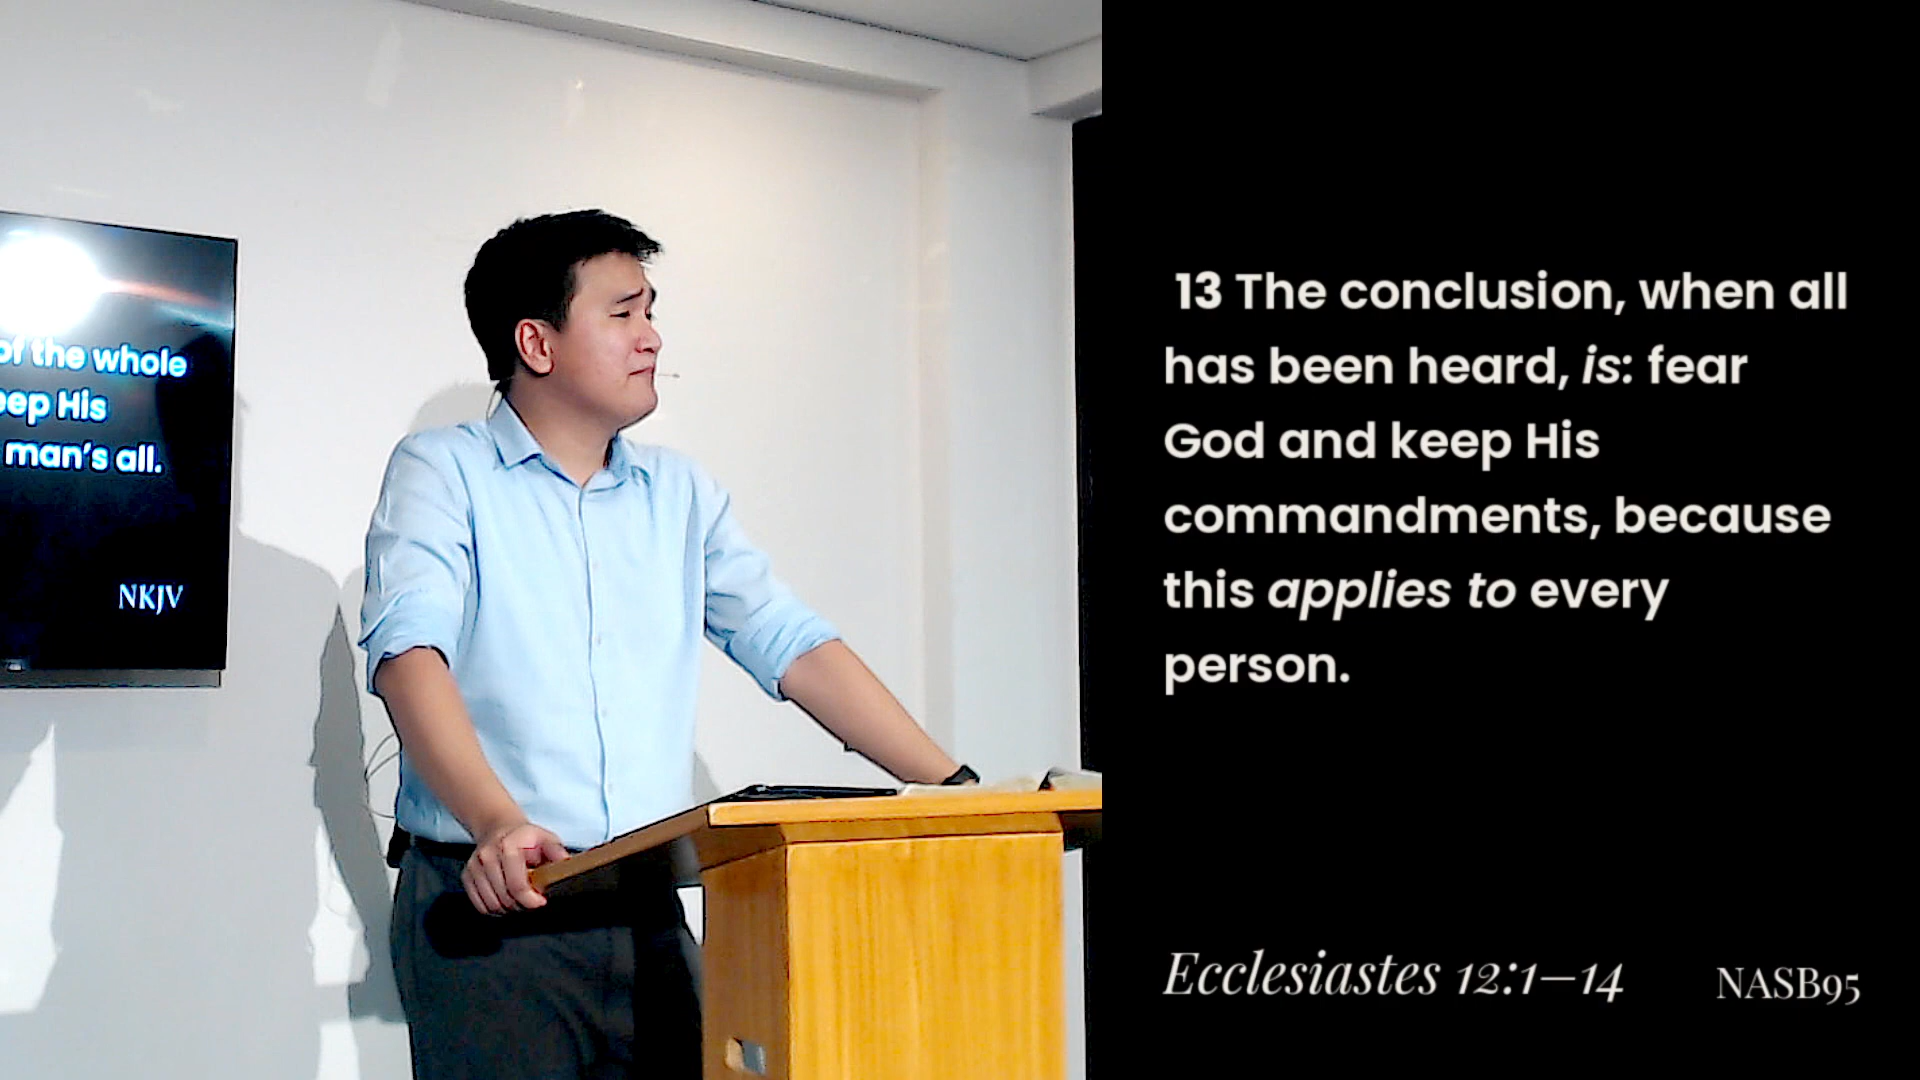 of the whole
eep His
man's all.
NKJV
13 The conclusion, when all
has been heard, is: fear
God and keep His
commandments, because
this applies to every
person.
Ecclesiastes 12:1–14 NASB95